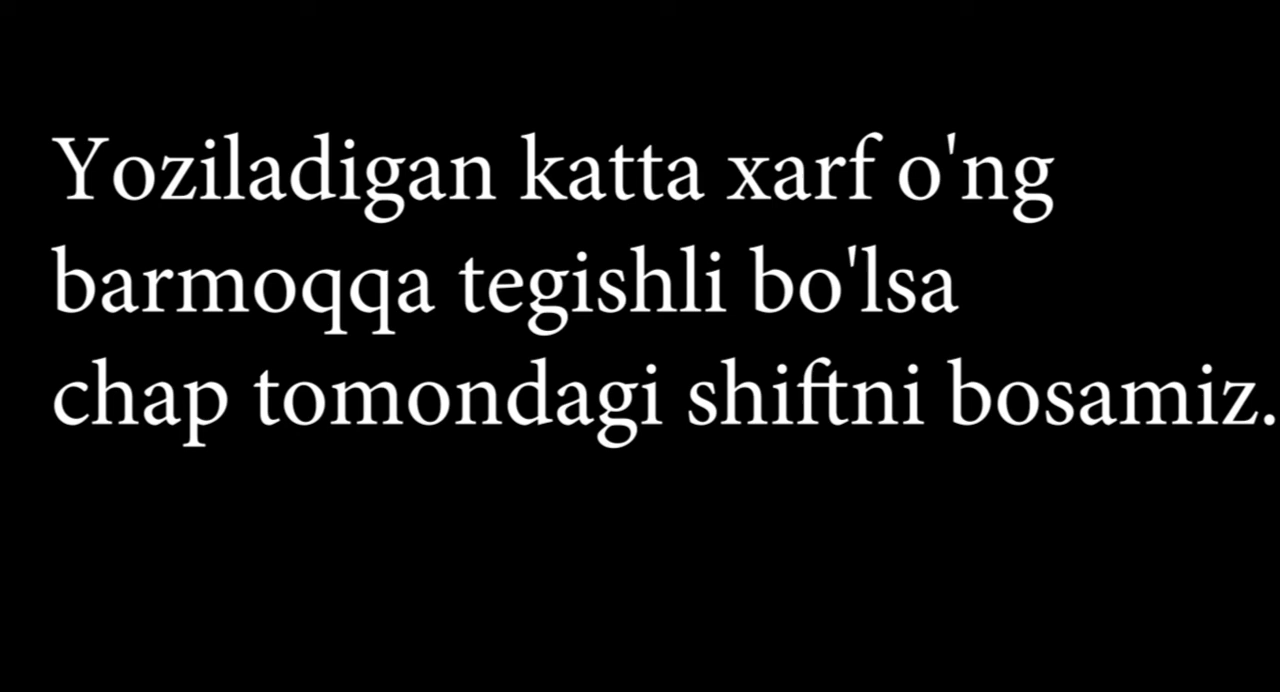 Yoziladigan katta xarf o'ng
barmoqqa tegishli bo'lsa
chap tomondagi shiftni bosamiz.